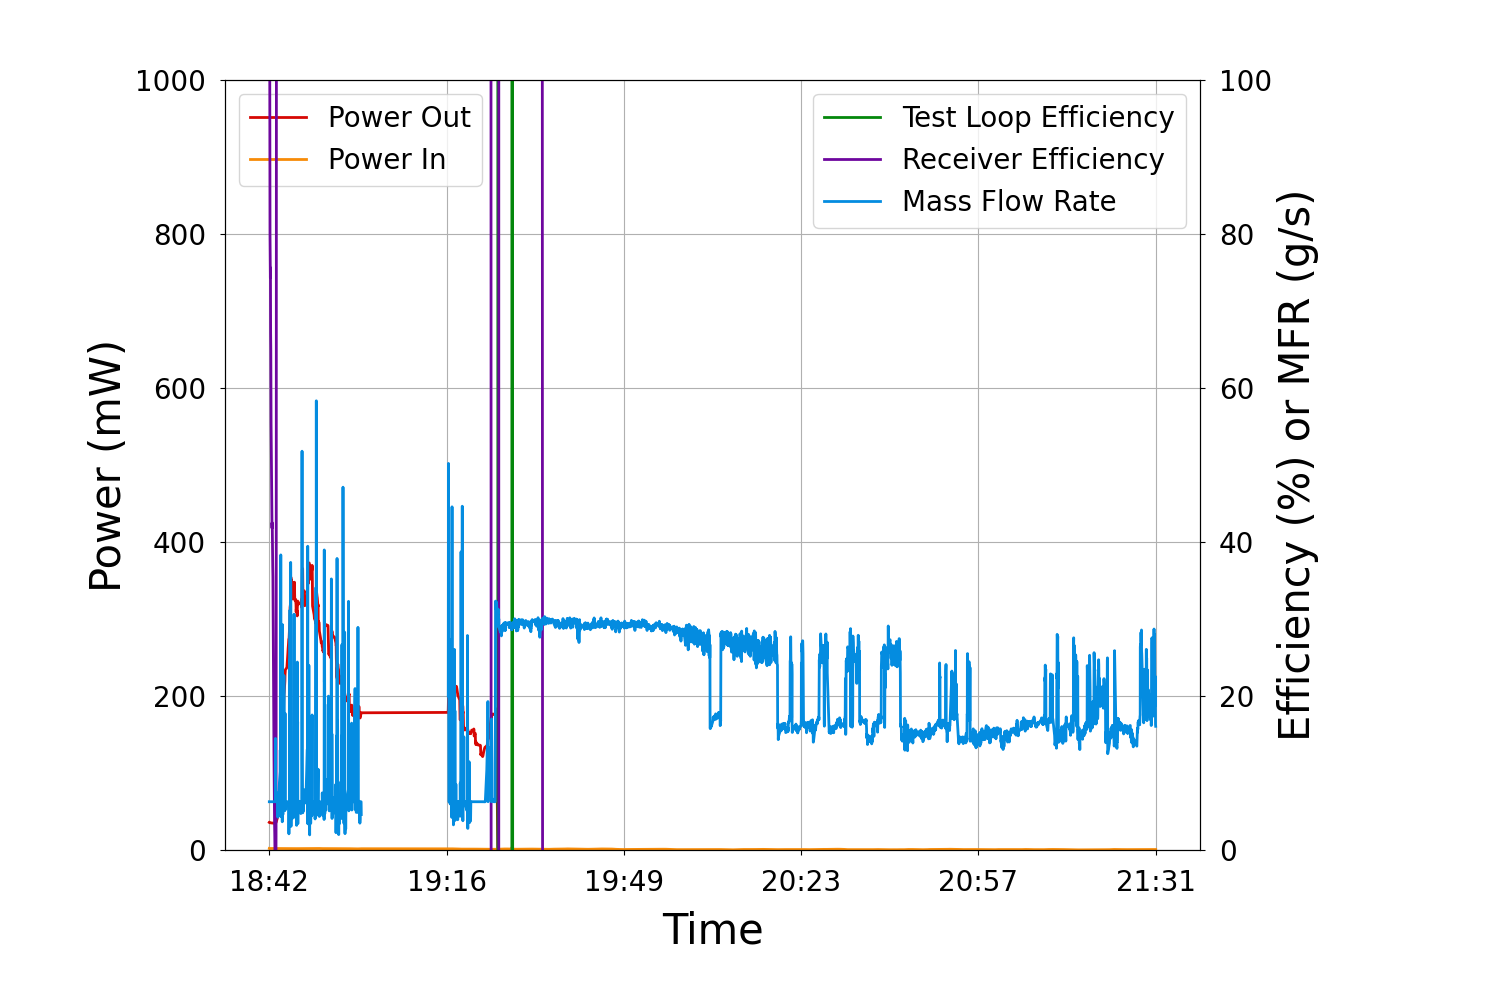 1000
800
600
400
200
0
Power (mW)
Power Out
Power In
Test Loop Efficiency
Receiver Efficiency
Mass Flow Rate
100
80
60
40
20
0
Efficiency (%) or MFR (g/s)
18:42
19:16
19:49
20:23
20:57
21:31
Time